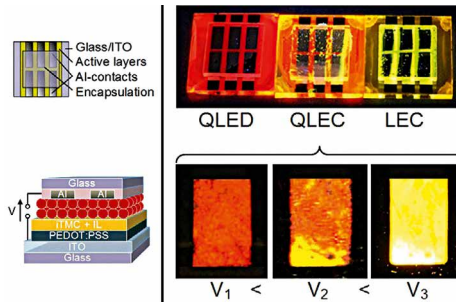 Glass/ITO
Active layers
Al-contacts
Encapsulation
QLED QLEC LEC
Glass
Al Al
V
iTMC + IL
PEDOT:PSS
ITO
Glass
V₁ < V₂ < V₃